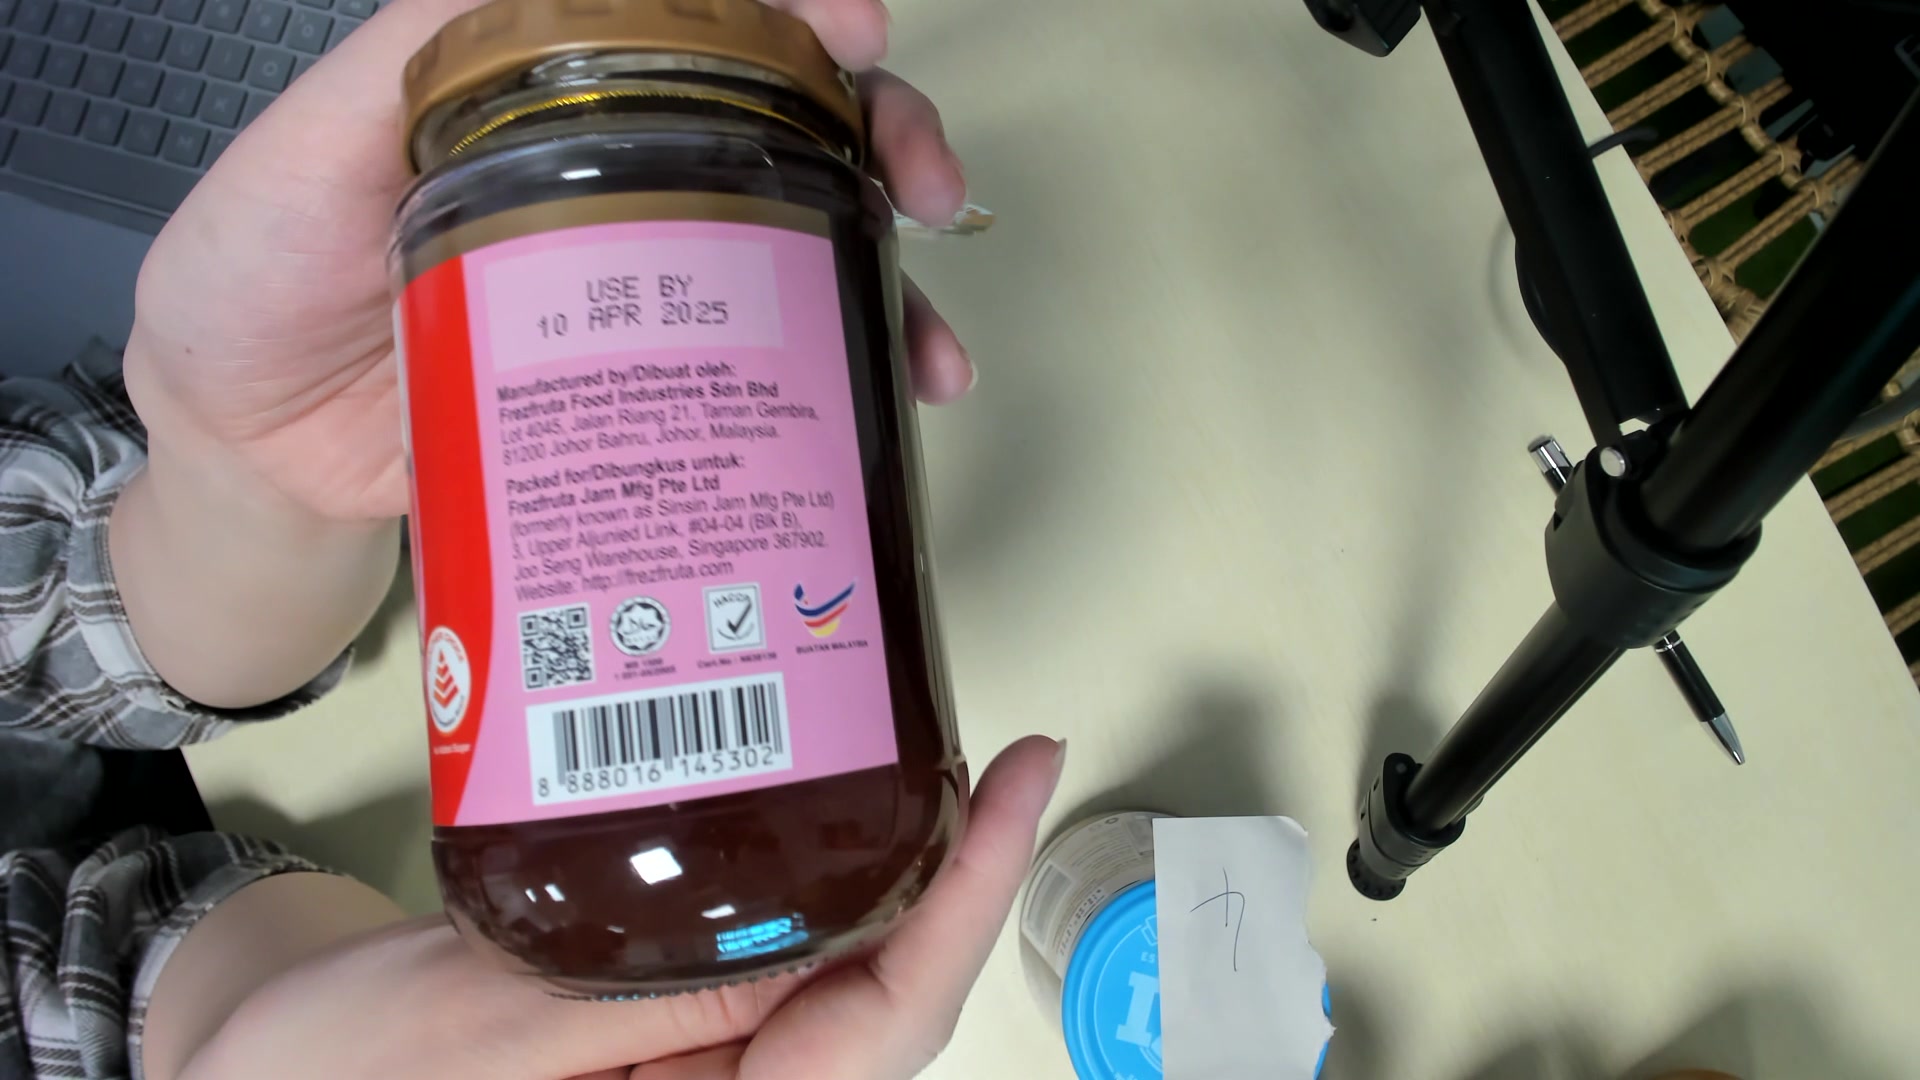 USE BY
10 APR 2025
Manufactured by/Dibuat oleh:
Frezfruta Food Industries Sdn Bhd
Lot 4045, Jalan Riang 21, Taman Gembira,
81200 Johor Bahru, Johor, Malaysia.
Packed for/Dibungkus untuk:
Frezfruta Jam Mfg Pte Ltd
(formerly known as Sinsin Jam Mfg Pte Ltd)
3, Upper Aljunied Link, #04-04 (Blk B),
Joo Seng Warehouse, Singapore 367902.
Website: http://frezfruta.com
HACCP
BUATAN MALAYSIA
8 888016 145302